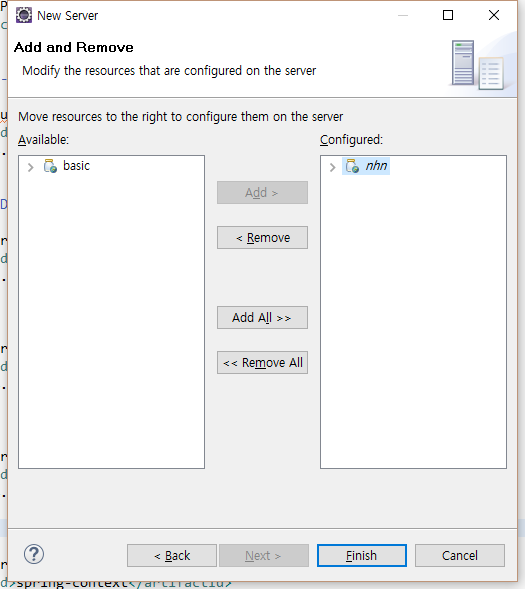 New Server
Add and Remove
Modify the resources that are configured on the server
Move resources to the right to configure them on the server
Available:
Configured:
basic
nhn
Add >
< Remove
Add All >>
<< Remove All
< Back
Next >
Finish
Cancel
d>spring-context</artifactId>